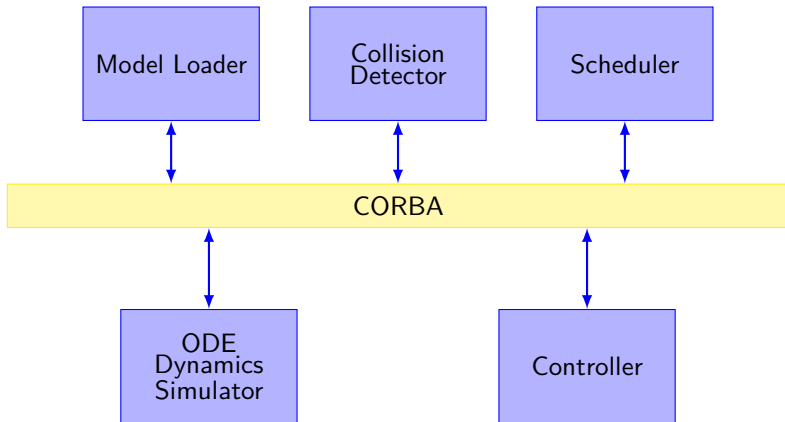 Model Loader
Collision
Detector
Scheduler
CORBA
ODE
Dynamics
Simulator
Controller